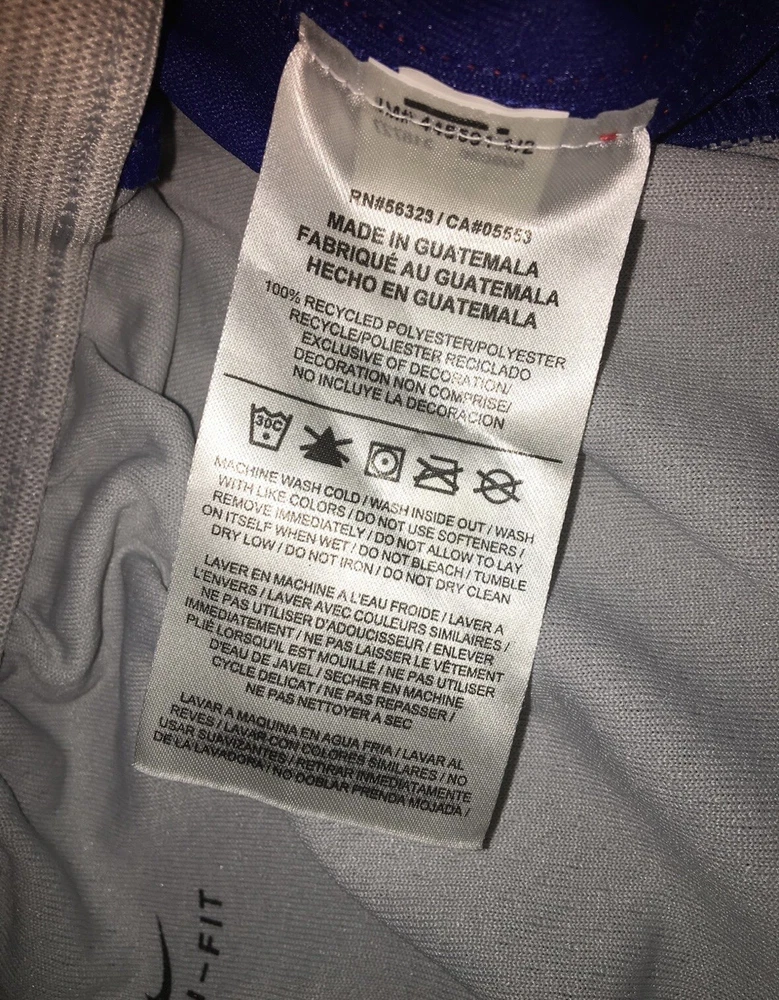 RN#56323 / CA#05553
MADE IN GUATEMALA
FABRIQUÉ AU GUATEMALA
HECHO EN GUATEMALA
100% RECYCLED POLYESTER/POLYESTER
RECYCLE/POLIESTER RECICLADO
EXCLUSIVE OF DECORATION/
DECORATION NON COMPRISE/
NO INCLUYE LA DECORACION
30C
MACHINE WASH COLD / WASH INSIDE OUT / WASH
WITH LIKE COLORS / DO NOT USE SOFTENERS /
REMOVE IMMEDIATELY / DO NOT ALLOW TO LAY
ON ITSELF WHEN WET / DO NOT BLEACH / TUMBLE
DRY LOW / DO NOT IRON / DO NOT DRY CLEAN
LAVER EN MACHINE A L'EAU FROIDE / LAVER A
L'ENVERS / LAVER AVEC COULEURS SIMILAIRES /
NE PAS UTILISER D'ADOUCISSEUR / ENLEVER
IMMEDIATEMENT / NE PAS LAISSER LE VÊTEMENT
PLIÉ LORSQU'IL EST MOUILLÉ / NE PAS UTILISER
D'EAU DE JAVEL / SECHER EN MACHINE
CYCLE DELICAT / NE PAS REPASSER /
NE PAS NETTOYER A SEC
LAVAR A MAQUINA EN AGUA FRIA / LAVAR AL
REVES / LAVAR CON COLORES SIMILARES / NO
USAR SUAVIZANTES / RETIRAR INMEDIATAMENTE
DE LA LAVADORA / NO DOBLAR PRENDA MOJADA /
-FIT